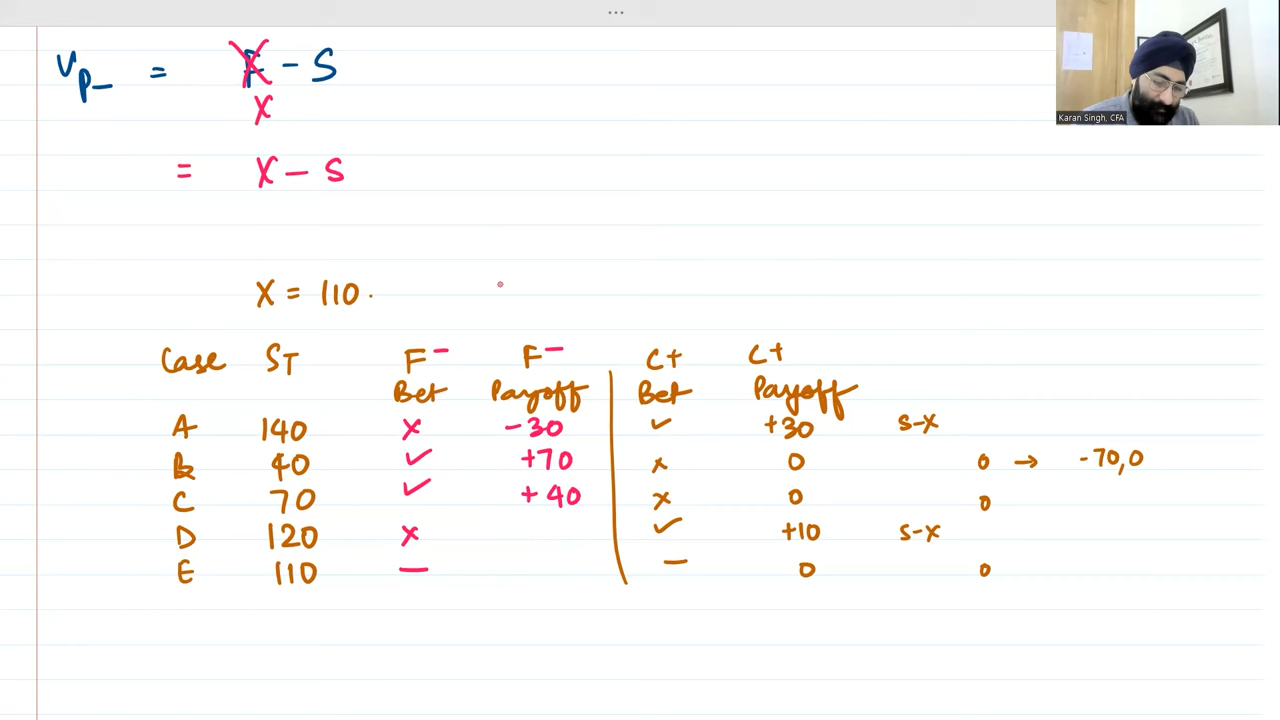 Karan Singh, CFA
Vp- = F - S
X
= X - S
X = 110.
Case ST F- F- C+ C+
Bet Payoff Bet Payoff
A 140 x -30 ✓ +30 S-X
B 40 ✓ +70 x 0 0 → -70,0
C 70 ✓ +40 x 0 0
D 120 x ✓ +10 S-X
E 110 — — 0 0